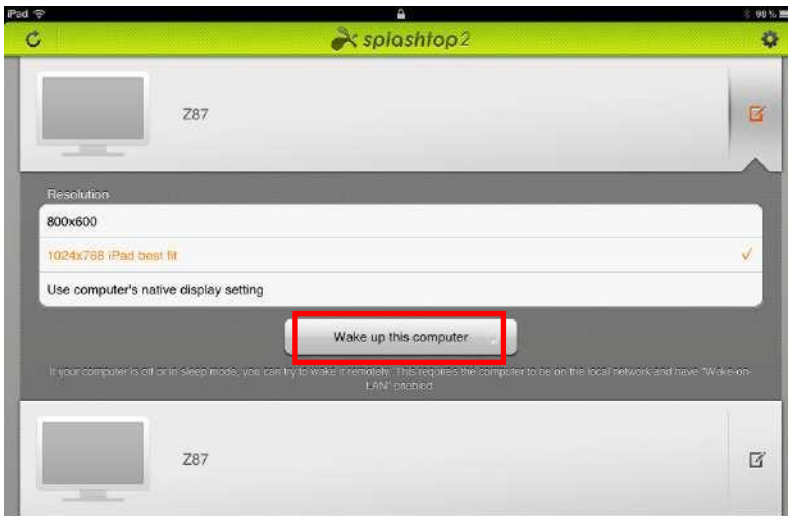 iPad
98 %
splashtop2
Z87
Resolution
800x600
1024x768 iPad best fit
Use computer's native display setting
Wake up this computer
If your computer is off or in sleep mode, you can try to wake it remotely. This requires the computer to be on the local network and have "Wake-on-
LAN" enabled
Z87